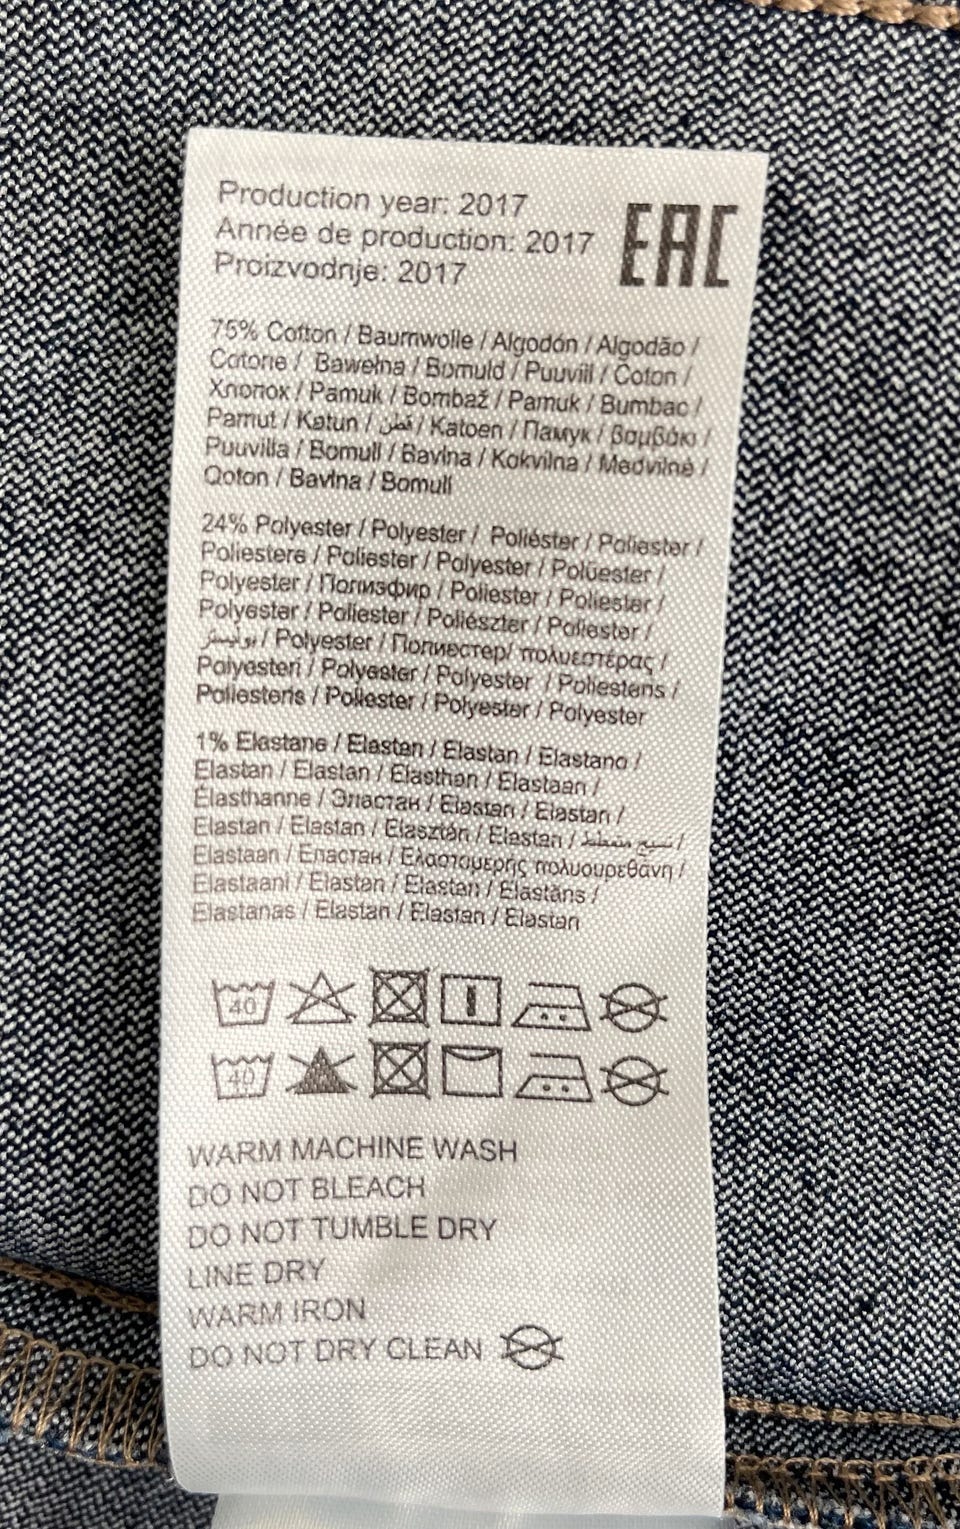 Production year: 2017
Année de production: 2017
Proizvodnje: 2017
EAC
75% Cotton / Baumwolle / Algodón / Algodão /
Cotone / Bawełna / Bomuld / Puuvill / Coton /
Хлопок / Pamuk / Bombaž / Pamuk / Bumbac /
Pamut / Katun / قطن / Katoen / Памук / βαμβάκι /
Puuvilla / Bomull / Bavlna / Kokvilna / Medvilnė /
Qoton / Bavlna / Bomull
24% Polyester / Polyester / Poliéster / Poliester /
Poliestere / Poliester / Polyester / Polüester /
Polyester / Полиэфир / Poliester / Poliester /
Polyester / Poliester / Poliészter / Poliester /
بوليستر / Polyester / Полиестер/ πολυεστέρας /
Polyesteri / Polyester / Polyester / Poliesteris /
Poliesteris / Poliester / Polyester / Polyester
1% Elastane / Elastan / Elastan / Elastano /
Elastan / Elastan / Elasthan / Elastaan /
Élasthanne / Эластан / Elastan / Elastan /
Elastan / Elastan / Elasztán / Elastan / نسيج متمطط /
Elastaan / Еластан / Ελαστομερής πολυουρεθάνη /
Elastaani / Elastan / Elastan / Elastāns /
Elastanas / Elastan / Elastan / Elastan
40
40
WARM MACHINE WASH
DO NOT BLEACH
DO NOT TUMBLE DRY
LINE DRY
WARM IRON
DO NOT DRY CLEAN